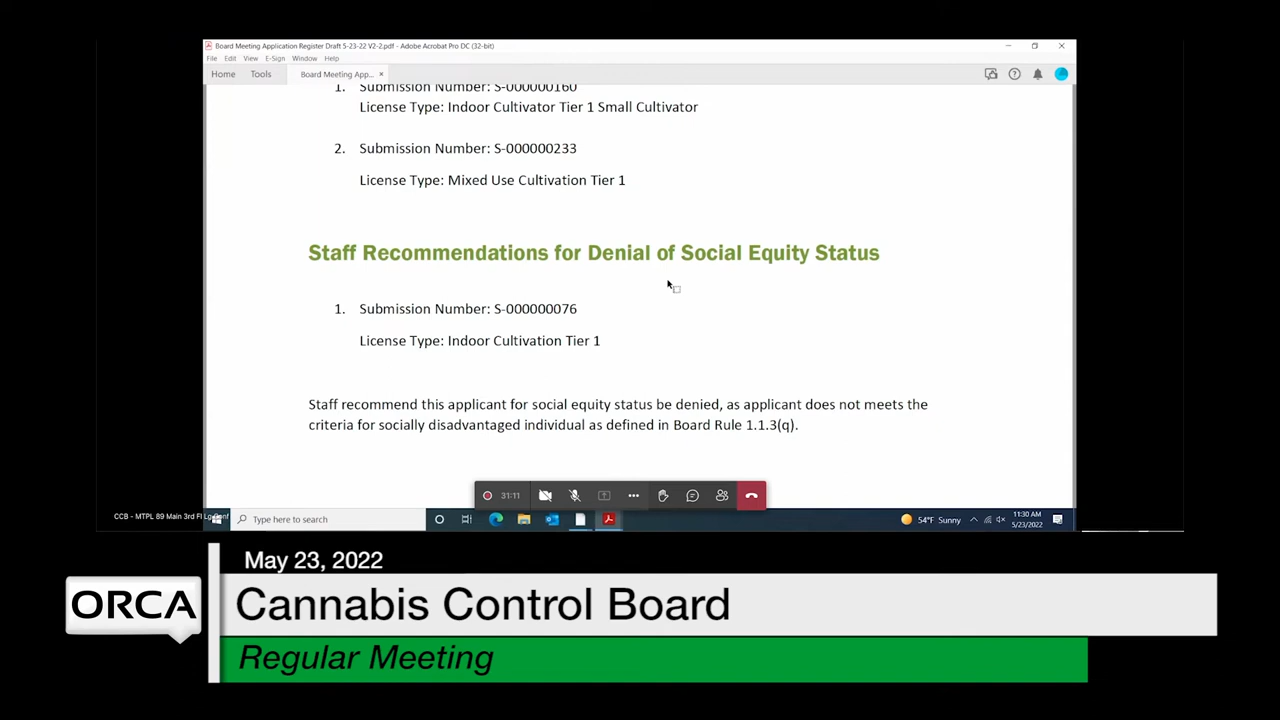 Board Meeting Application Register Draft 5-23-22 V2-2.pdf - Adobe Acrobat Pro DC (32-bit)
File Edit View E-Sign Window Help
Home Tools Board Meeting App... ×
1. Submission Number: S-000000160
License Type: Indoor Cultivator Tier 1 Small Cultivator
2. Submission Number: S-000000233
License Type: Mixed Use Cultivation Tier 1
Staff Recommendations for Denial of Social Equity Status
1. Submission Number: S-000000076
License Type: Indoor Cultivation Tier 1
Staff recommend this applicant for social equity status be denied, as applicant does not meets the
criteria for socially disadvantaged individual as defined in Board Rule 1.1.3(q).
31:11
CCB - MTPL 89 Main 3rd Fl
Type here to search
54°F Sunny
11:30 AM
5/23/2022
May 23, 2022
ORCA
Cannabis Control Board
Regular Meeting